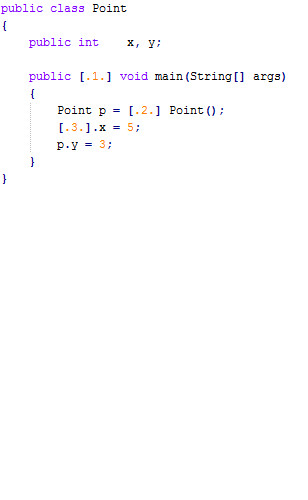 public class Point
{
public int    x, y;
public [.1.] void main(String[] args)
{
Point p = [.2.] Point();
[.3.].x = 5;
p.y = 3;
}
}